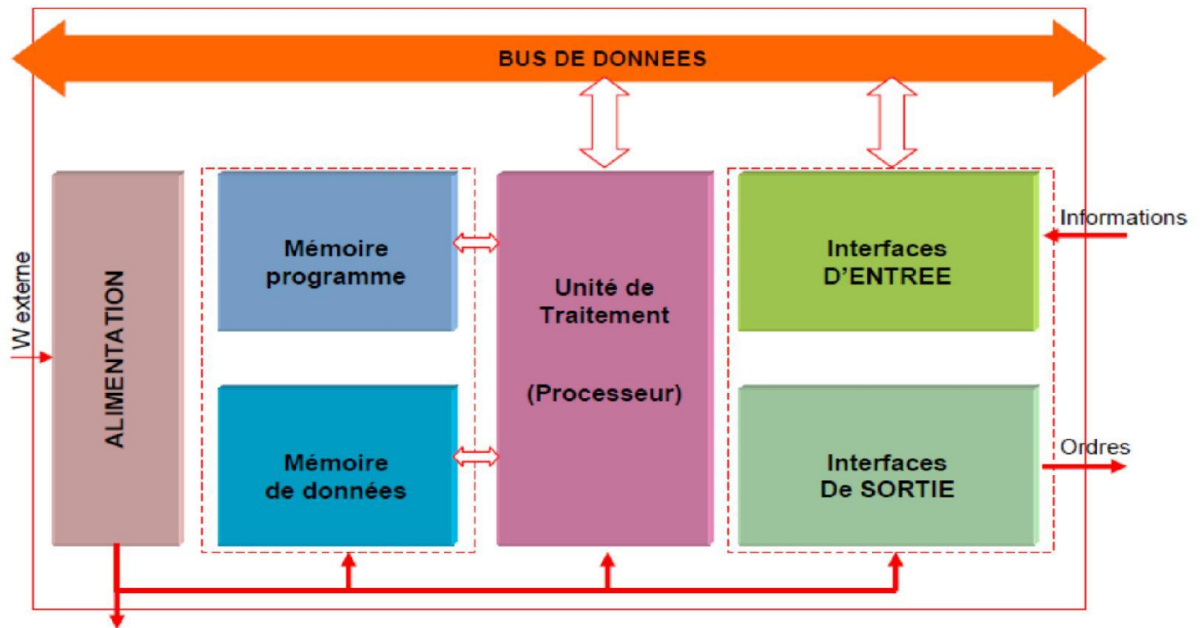 BUS DE DONNEES
W externe
ALIMENTATION
Mémoire
programme
Mémoire
de données
Unité de
Traitement
(Processeur)
Interfaces
D'ENTREE
Interfaces
De SORTIE
Informations
Ordres